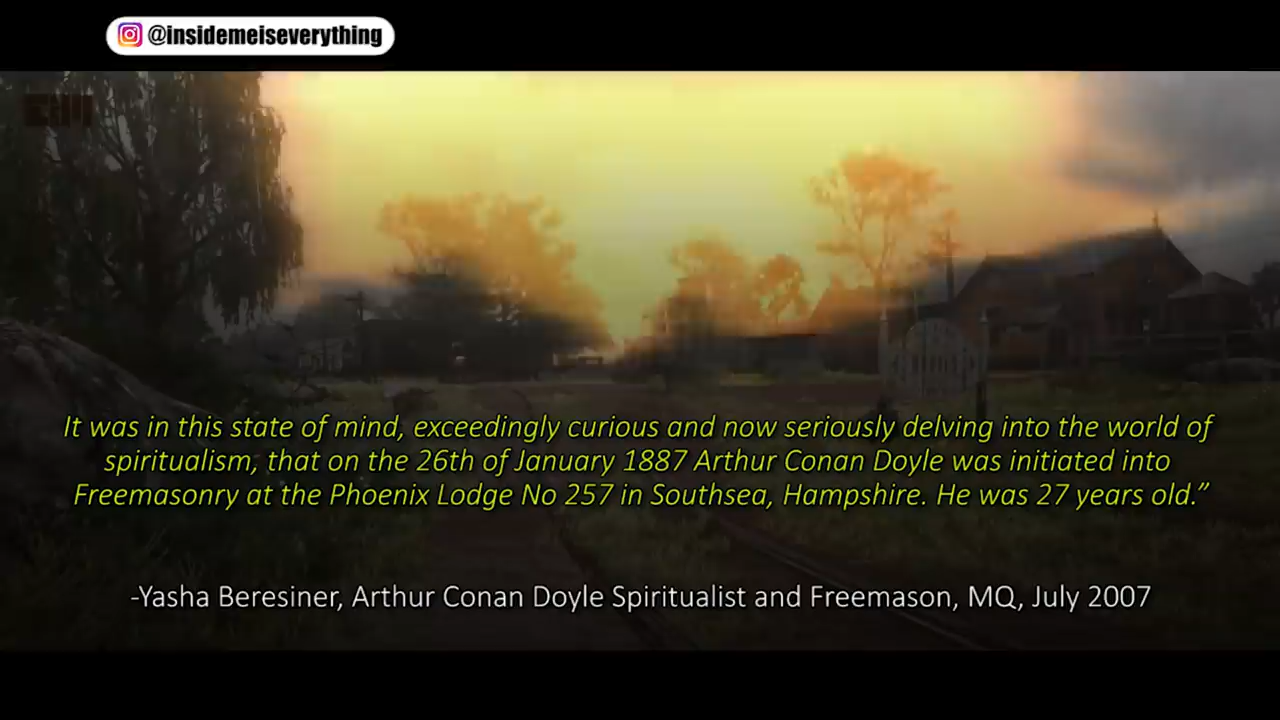 @insidemeiseverything
It was in this state of mind, exceedingly curious and now seriously delving into the world of
spiritualism, that on the 26th of January 1887 Arthur Conan Doyle was initiated into
Freemasonry at the Phoenix Lodge No 257 in Southsea, Hampshire. He was 27 years old.”
-Yasha Beresiner, Arthur Conan Doyle Spiritualist and Freemason, MQ, July 2007